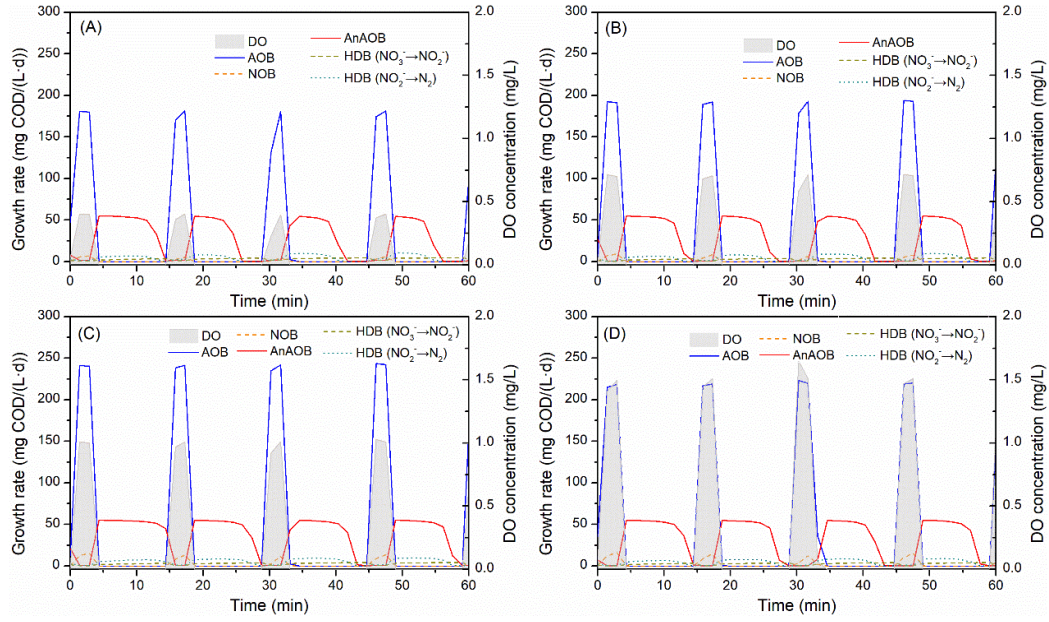 (A)
300
250
200
150
100
50
0
Growth rate (mg COD/(L·d))
DO
AOB
NOB
AnAOB
HDB (NO₃⁻→NO₂⁻)
HDB (NO₂⁻→N₂)
2.0
1.5
1.0
0.5
0.0
DO concentration (mg/L)
0 10 20 30 40 50 60
Time (min)
(B)
300
250
200
150
100
50
0
Growth rate (mg COD/(L·d))
DO
AOB
NOB
AnAOB
HDB (NO₃⁻→NO₂⁻)
HDB (NO₂⁻→N₂)
2.0
1.5
1.0
0.5
0.0
DO concentration (mg/L)
0 10 20 30 40 50 60
Time (min)
(C)
300
250
200
150
100
50
0
Growth rate (mg COD/(L·d))
DO
AOB
NOB
AnAOB
HDB (NO₃⁻→NO₂⁻)
HDB (NO₂⁻→N₂)
2.0
1.5
1.0
0.5
0.0
DO concentration (mg/L)
0 10 20 30 40 50 60
Time (min)
(D)
300
250
200
150
100
50
0
Growth rate (mg COD/(L·d))
DO
AOB
NOB
AnAOB
HDB (NO₃⁻→NO₂⁻)
HDB (NO₂⁻→N₂)
2.0
1.5
1.0
0.5
0.0
DO concentration (mg/L)
0 10 20 30 40 50 60
Time (min)